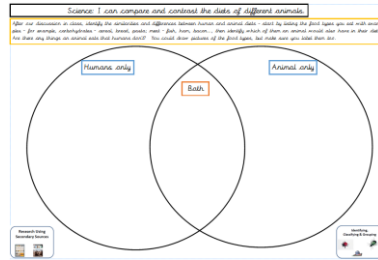 Science: I can compare and contrast the diets of different animals.
After our discussion in class, identify the similarities and differences between human and animal diets - start by listing the food types you eat with
ples - for example, carbohydrates - cereal, bread, pasta; meat - fish, ham, bacon..., then identify which of them an animal would also have in their
Are there any things an animal eats that humans don't? You could draw pictures of the food types, but make sure you label them too.
Humans only
Animal only
Both
Research Using
Secondary Sources
Identifying,
Classifying & Grouping